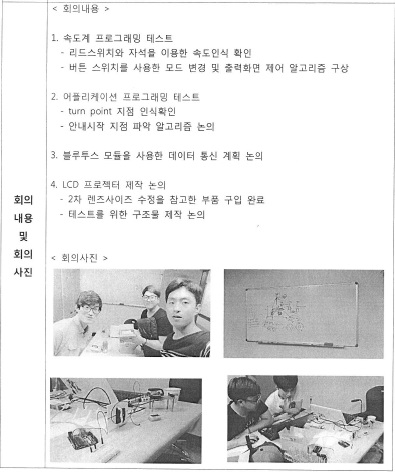 < 회의내용 >
1. 속도계 프로그래밍 테스트
- 리드스위치와 자석을 이용한 속도인식 확인
- 버튼 스위치를 사용한 모드 변경 및 출력화면 제어 알고리즘 구상
2. 어플리케이션 프로그래밍 테스트
- turn point 지점 인식확인
- 안내시작 지점 파악 알고리즘 논의
3. 블루투스 모듈을 사용한 데이터 통신 계획 논의
4. LCD 프로젝터 제작 논의
- 2차 렌즈사이즈 수정을 참고한 부품 구입 완료
- 테스트를 위한 구조물 제작 논의
회의
내용
및
회의
사진
< 회의사진 >